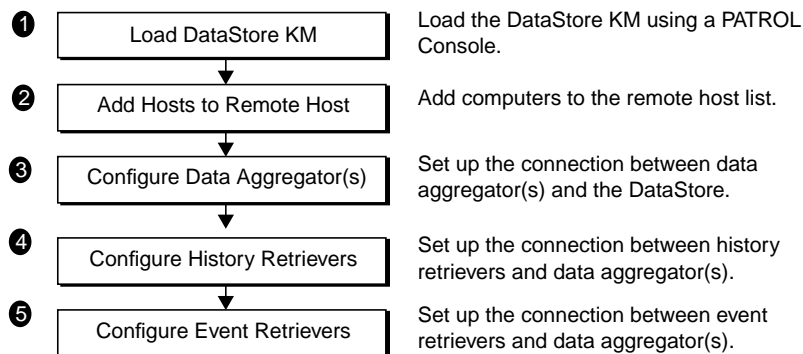 1
Load DataStore KM
Load the DataStore KM using a PATROL
Console.
2
Add Hosts to Remote Host
Add computers to the remote host list.
3
Configure Data Aggregator(s)
Set up the connection between data
aggregator(s) and the DataStore.
4
Configure History Retrievers
Set up the connection between history
retrievers and data aggregator(s).
5
Configure Event Retrievers
Set up the connection between event
retrievers and data aggregator(s).